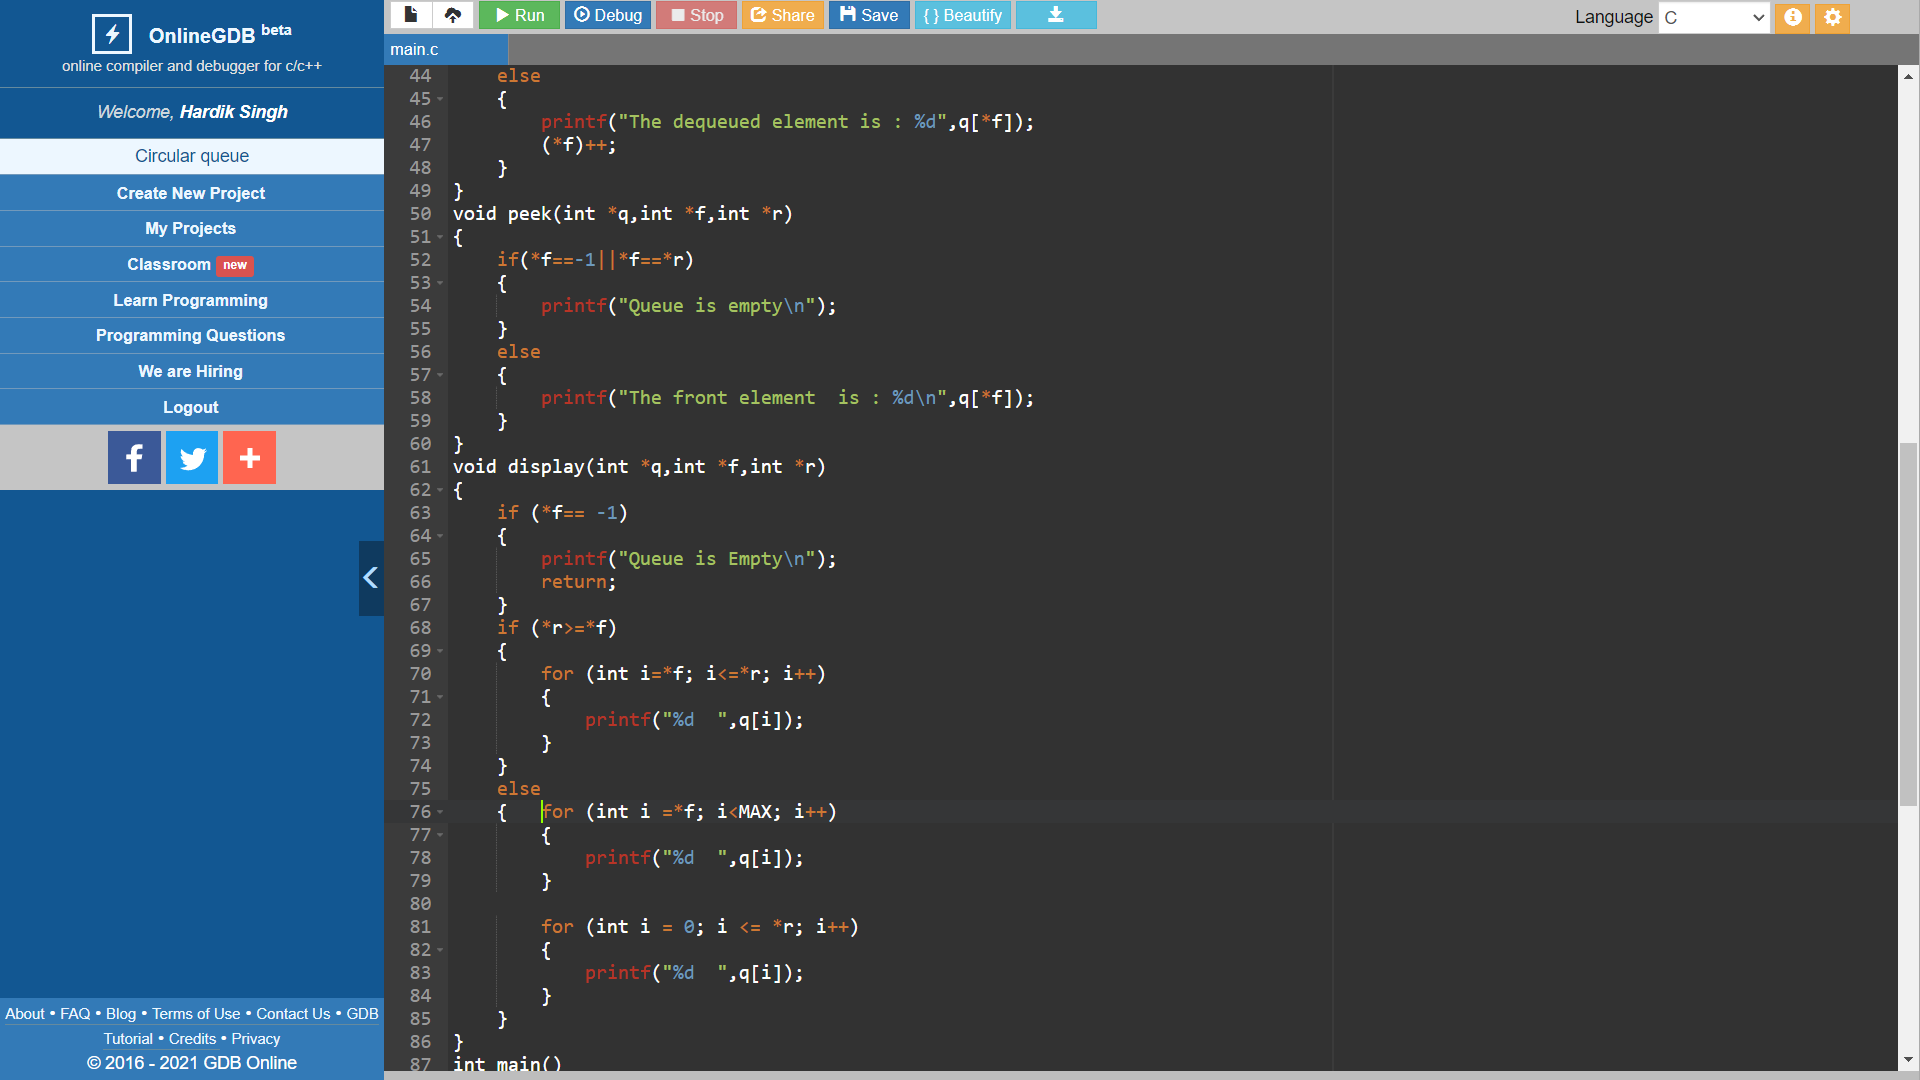 OnlineGDB beta
online compiler and debugger for c/c++
Welcome, Hardik Singh
Circular queue
Create New Project
My Projects
Classroom new
Learn Programming
Programming Questions
We are Hiring
Logout
About • FAQ • Blog • Terms of Use • Contact Us • GDB
Tutorial • Credits • Privacy
© 2016 - 2021 GDB Online
Run Debug Stop Share Save { } Beautify Language C
main.c
44     else
45     {
46         printf("The dequeued element is : %d",q[*f]);
47         (*f)++;
48     }
49 }
50 void peek(int *q,int *f,int *r)
51 {
52     if(*f==-1||*f==*r)
53     {
54         printf("Queue is empty\n");
55     }
56     else
57     {
58         printf("The front element  is : %d\n",q[*f]);
59     }
60 }
61 void display(int *q,int *f,int *r)
62 {
63     if (*f== -1)
64     {
65         printf("Queue is Empty\n");
66         return;
67     }
68     if (*r>=*f)
69     {
70         for (int i=*f; i<=*r; i++)
71         {
72             printf("%d  ",q[i]);
73         }
74     }
75     else
76     {   for (int i =*f; i<MAX; i++)
77         {
78             printf("%d  ",q[i]);
79         }
80
81         for (int i = 0; i <= *r; i++)
82         {
83             printf("%d  ",q[i]);
84         }
85     }
86 }
87 int main()